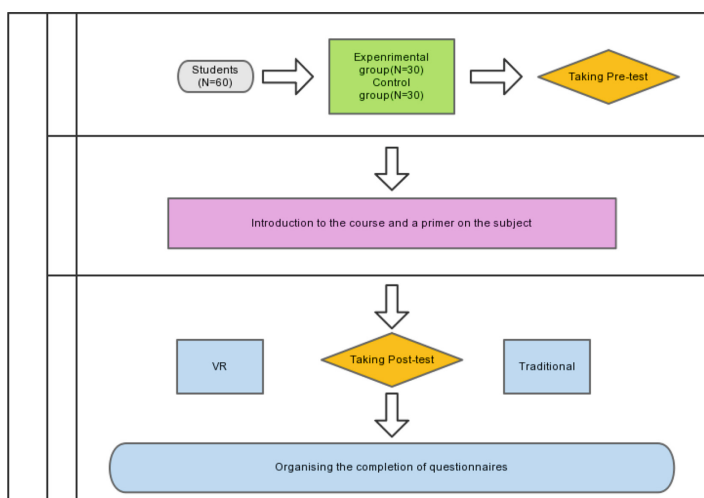 Students
(N=60)
Expenrimental
group(N=30)
Control
group(N=30)
Taking Pre-test
Introduction to the course and a primer on the subject
VR
Taking Post-test
Traditional
Organising the completion of questionnaires